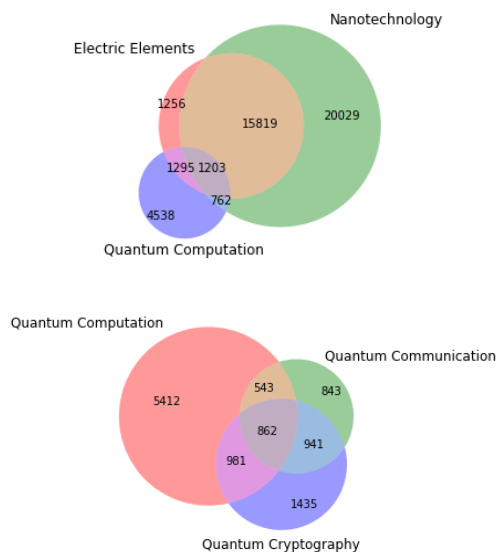 Nanotechnology
Electric Elements
1256
15819
20029
1295
1203
762
4538
Quantum Computation
Quantum Computation
Quantum Communication
5412
543
843
862
981
941
1435
Quantum Cryptography